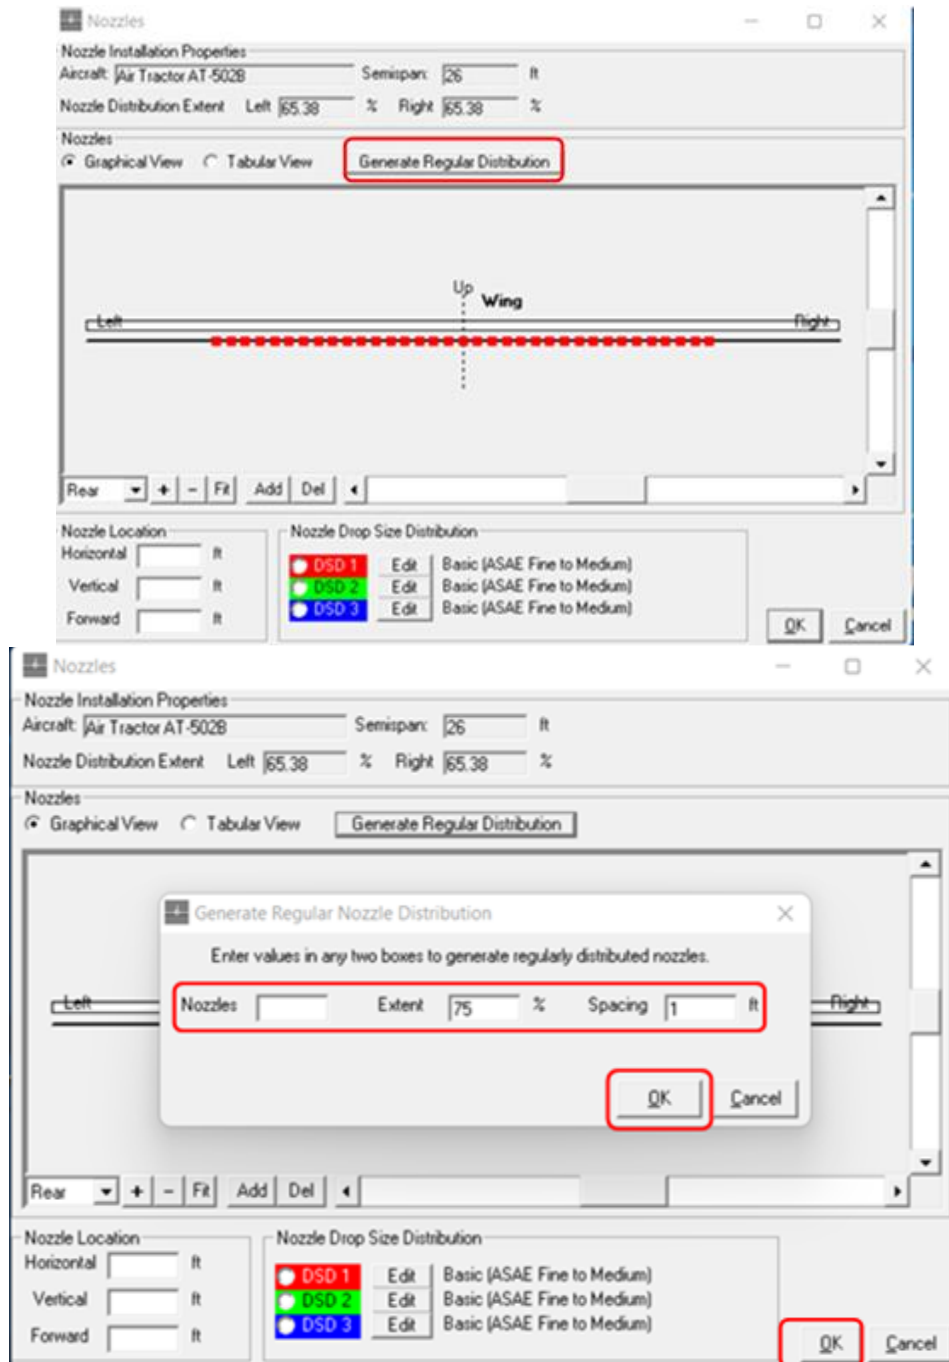 Nozzles
Nozzle Installation Properties
Aircraft: Air Tractor AT-502B Semispan: 26 ft
Nozzle Distribution Extent Left 65.38 % Right 65.38 %
Nozzles
Graphical View Tabular View Generate Regular Distribution
Up
Wing
Left Right
Rear + - Fit Add Del
Nozzle Location Nozzle Drop Size Distribution
Horizontal ft DSD 1 Edit Basic (ASAE Fine to Medium)
Vertical ft DSD 2 Edit Basic (ASAE Fine to Medium)
Forward ft DSD 3 Edit Basic (ASAE Fine to Medium)
OK Cancel
Nozzles
Nozzle Installation Properties
Aircraft: Air Tractor AT-502B Semispan: 26 ft
Nozzle Distribution Extent Left 65.38 % Right 65.38 %
Nozzles
Graphical View Tabular View Generate Regular Distribution
Generate Regular Nozzle Distribution
Enter values in any two boxes to generate regularly distributed nozzles.
Left Nozzles Extent 75 % Spacing 1 ft Right
OK Cancel
Rear + - Fit Add Del
Nozzle Location Nozzle Drop Size Distribution
Horizontal ft DSD 1 Edit Basic (ASAE Fine to Medium)
Vertical ft DSD 2 Edit Basic (ASAE Fine to Medium)
Forward ft DSD 3 Edit Basic (ASAE Fine to Medium)
OK Cancel